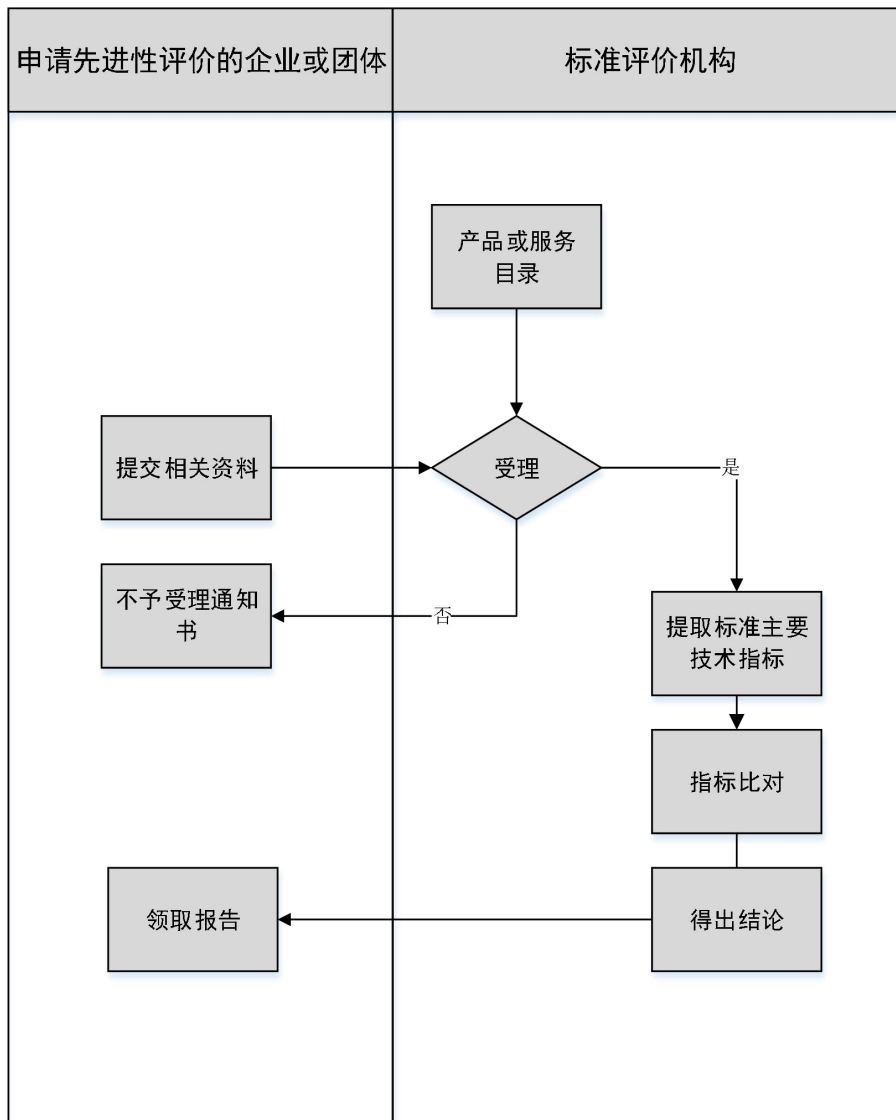 申请先进性评价的企业或团体
标准评价机构
产品或服务
目录
提交相关资料
受理
是
不予受理通知
书
否
提取标准主要
技术指标
指标比对
领取报告
得出结论